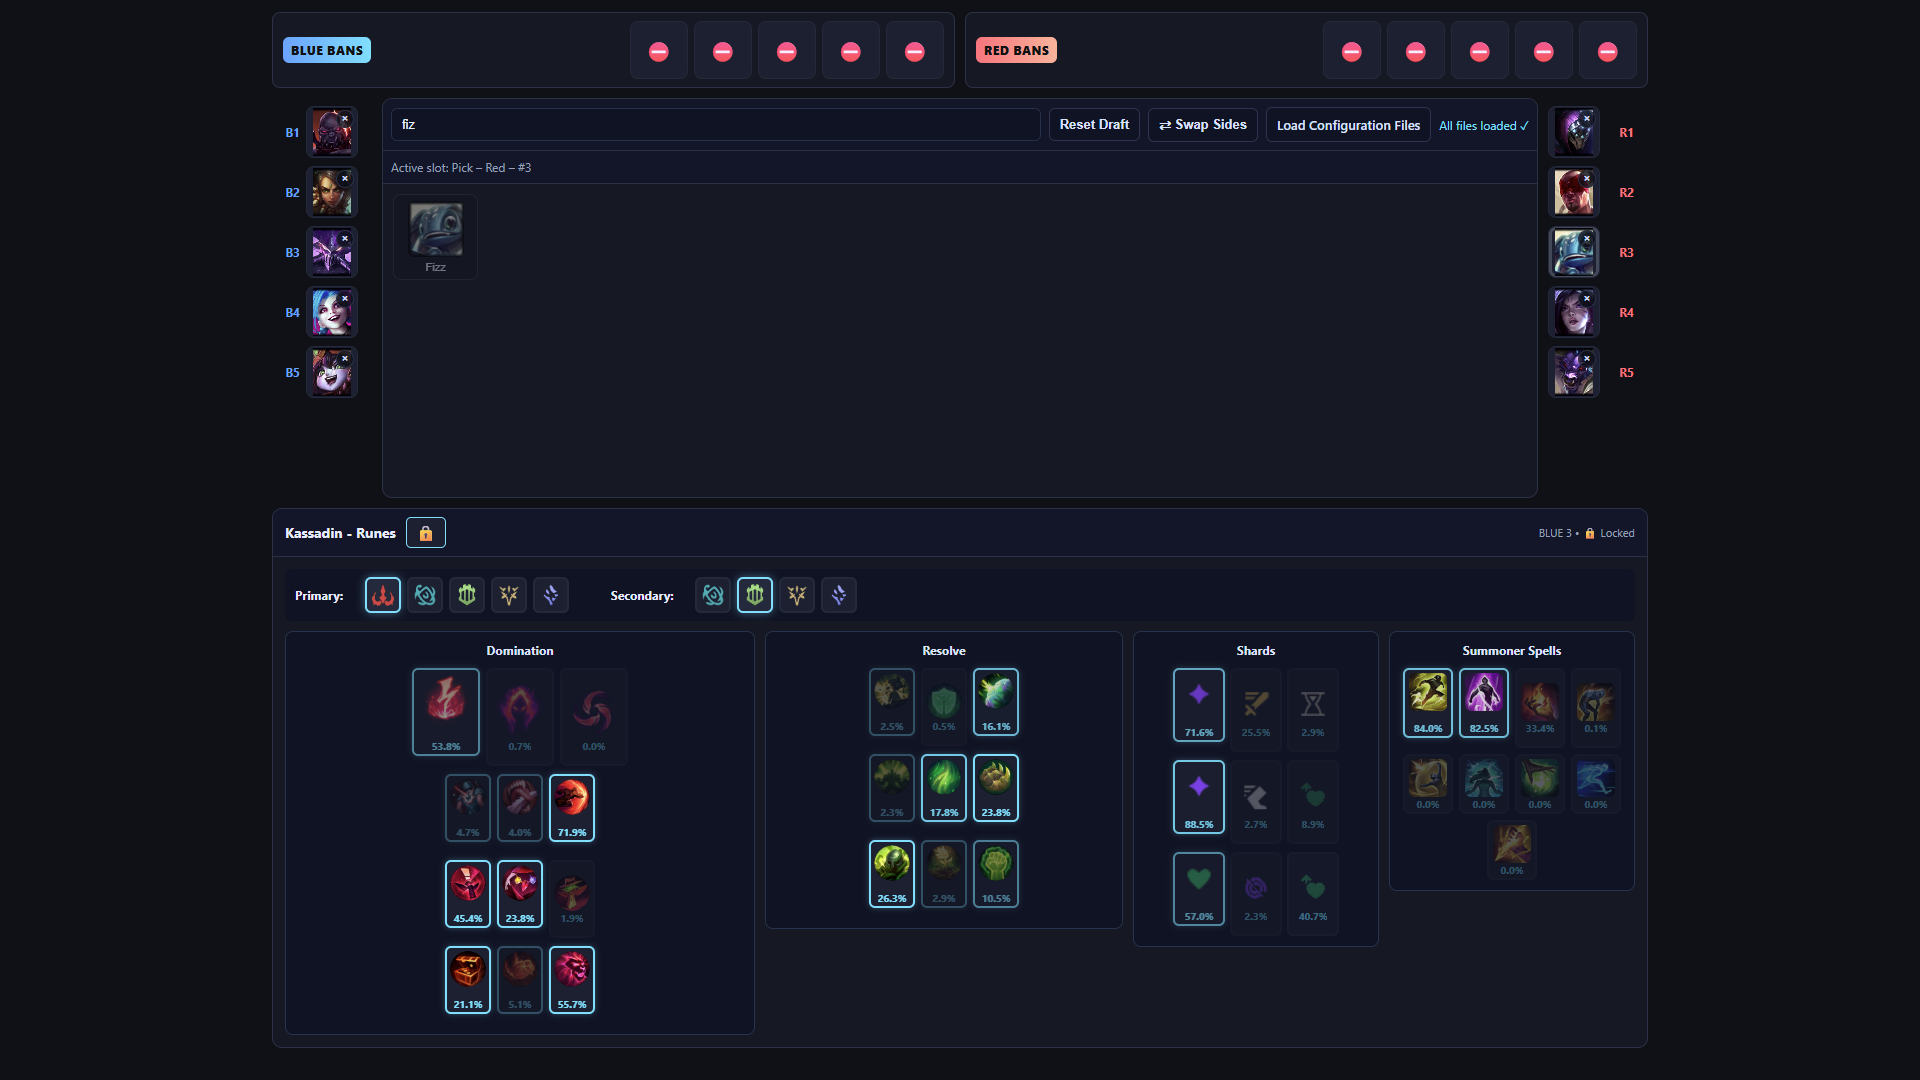 BLUE BANS
RED BANS
B1
fiz
Reset Draft
⇄ Swap Sides
Load Configuration Files
All files loaded ✓
R1
Active slot: Pick – Red – #3
B2
R2
Fizz
B3
R3
B4
R4
B5
R5
Kassadin - Runes
BLUE 3 • 🔒 Locked
Primary:
Secondary:
Domination
53.8%
0.7%
0.0%
4.7%
4.0%
71.9%
45.4%
23.8%
1.9%
21.1%
5.1%
55.7%
Resolve
2.5%
0.5%
16.1%
2.3%
17.8%
23.8%
26.3%
2.9%
10.5%
Shards
71.6%
25.5%
2.9%
88.5%
2.7%
8.9%
57.0%
2.3%
40.7%
Summoner Spells
84.0%
82.5%
33.4%
0.1%
0.0%
0.0%
0.0%
0.0%
0.0%